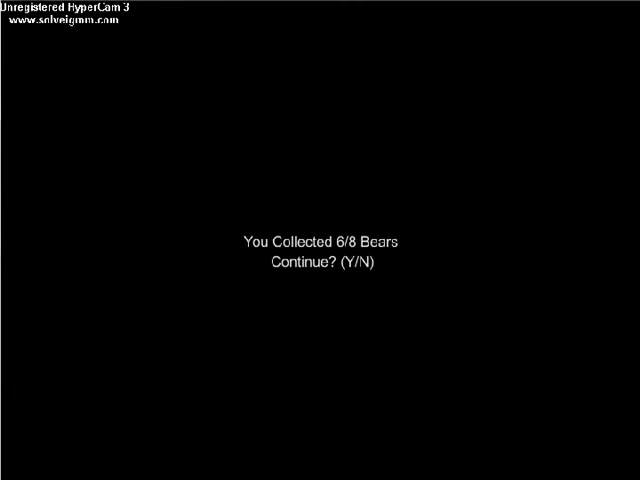 Unregistered HyperCam 3
www.solveigmm.com
You Collected 6/8 Bears
Continue? (Y/N)